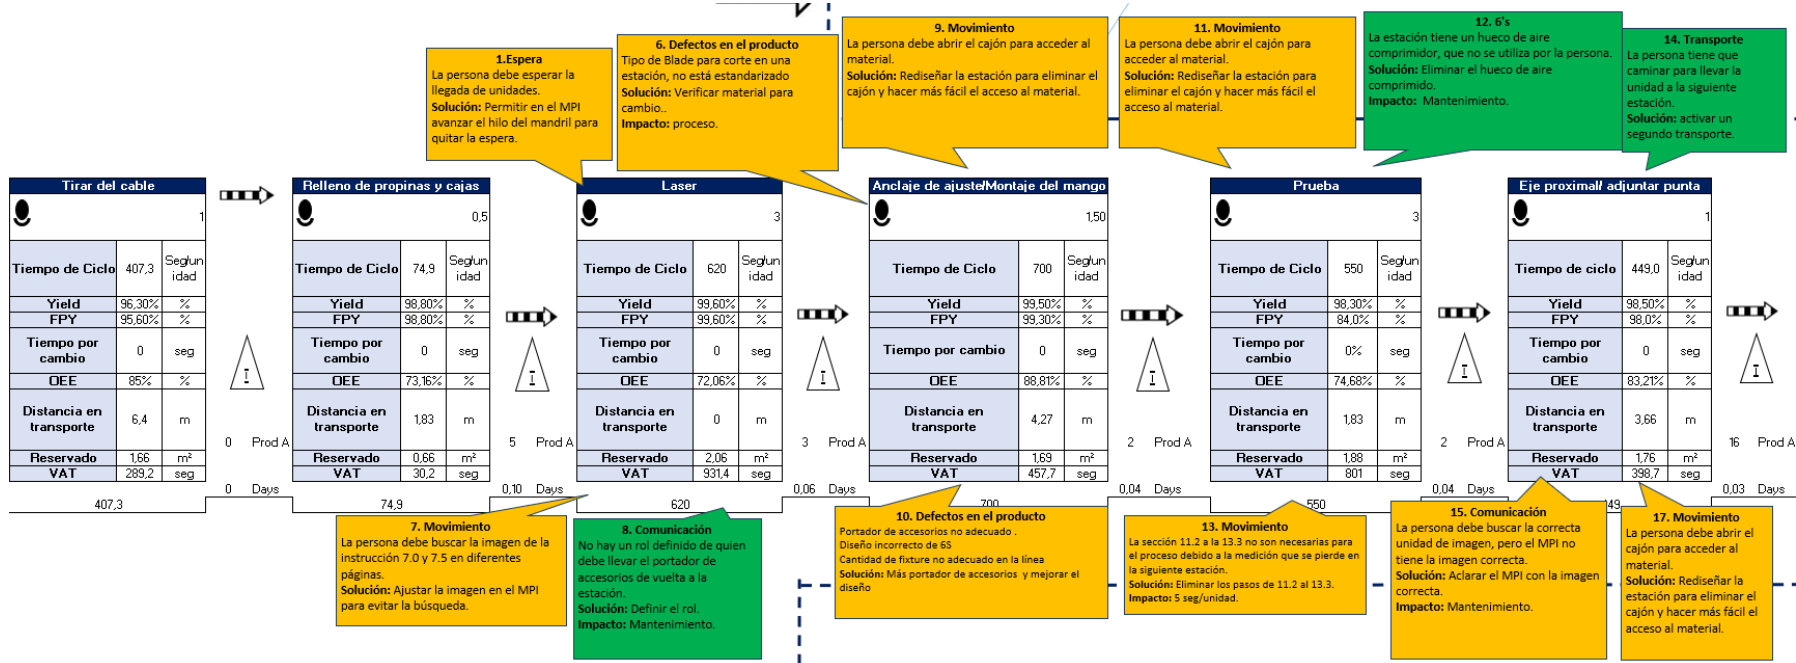 9. Movimiento
La persona debe abrir el cajón para acceder al
material.
Solución: Rediseñar la estación para eliminar el
cajón y hacer más fácil el acceso al material.
11. Movimiento
La persona debe abrir el cajón para
acceder al material.
Solución: Rediseñar la estación para
eliminar el cajón y hacer más fácil el
acceso al material.
12. 6's
La estación tiene un hueco de aire
comprimidor, que no se utiliza por la persona.
Solución: Eliminar el hueco de aire
comprimido.
Impacto: Mantenimiento.
14. Transporte
La persona tiene que
caminar para llevar la
unidad a la siguiente
estación.
Solución: activar un
segundo transporte.
1.Espera
La persona debe esperar la
llegada de unidades.
Solución: Permitir en el MPI
avanzar el hilo del mandril para
quitar la espera.
6. Defectos en el producto
Tipo de Blade para corte en una
estación, no está estandarizado
Solución: Verificar material para
cambio..
Impacto: proceso.
Tirar del cable
1
Tiempo de Ciclo 407,3 Seg/un
idad
Yield 96,30% %
FPY 95,60% %
Tiempo por
cambio 0 seg
OEE 85% %
Distancia en
transporte 6,4 m
Reservado 1,66 m²
VAT 289,2 seg
407,3
I
0 Prod A
0 Days
Relleno de propinas y cajas
0,5
Tiempo de Ciclo 74,9 Seg/un
idad
Yield 98,80% %
FPY 98,80% %
Tiempo por
cambio 0 seg
OEE 73,16% %
Distancia en
transporte 1,83 m
Reservado 0,66 m²
VAT 30,2 seg
74,9
I
5 Prod A
0,10 Days
Laser
3
Tiempo de Ciclo 620 Seg/un
idad
Yield 99,60% %
FPY 99,60% %
Tiempo por
cambio 0 seg
OEE 72,06% %
Distancia en
transporte 0 m
Reservado 2,06 m²
VAT 931,4 seg
620
I
3 Prod A
0,06 Days
Anclaje de ajuste/Montaje del mango
1,50
Tiempo de Ciclo 700 Seg/un
idad
Yield 99,50% %
FPY 99,30% %
Tiempo por cambio 0 seg
OEE 88,81% %
Distancia en
transporte 4,27 m
Reservado 1,69 m²
VAT 457,7 seg
700
I
2 Prod A
0,04 Days
Prueba
3
Tiempo de Ciclo 550 Seg/un
idad
Yield 98,30% %
FPY 84,0% %
Tiempo por
cambio 0% seg
OEE 74,68% %
Distancia en
transporte 1,83 m
Reservado 1,88 m²
VAT 801 seg
550
I
2 Prod A
0,04 Days
Eje proximal/ adjuntar punta
1
Tiempo de ciclo 449,0 Seg/un
idad
Yield 98,50% %
FPY 98,0% %
Tiempo por
cambio 0 seg
OEE 83,21% %
Distancia en
transporte 3,66 m
Reservado 1,76 m²
VAT 398,7 seg
49
I
16 Prod A
0,03 Days
7. Movimiento
La persona debe buscar la imagen de la
instrucción 7.0 y 7.5 en diferentes
páginas.
Solución: Ajustar la imagen en el MPI
para evitar la búsqueda.
8. Comunicación
No hay un rol definido de quien
debe llevar el portador de
accesorios de vuelta a la
estación.
Solución: Definir el rol.
Impacto: Mantenimiento.
10. Defectos en el producto
Portador de accesorios no adecuado .
Diseño incorrecto de 6S
Cantidad de fixture no adecuado en la línea
Solución: Más portador de accesorios y mejorar el
diseño
13. Movimiento
La sección 11.2 a la 13.3 no son necesarias para
el proceso debido a la medición que se pierde en
la siguiente estación.
Solución: Eliminar los pasos de 11.2 al 13.3.
Impacto: 5 seg/unidad.
15. Comunicación
La persona debe buscar la correcta
unidad de imagen, pero el MPI no
tiene la imagen correcta.
Solución: Aclarar el MPI con la imagen
correcta.
Impacto: Mantenimiento.
17. Movimiento
La persona debe abrir el
cajón para acceder al
material.
Solución: Rediseñar la
estación para eliminar el
cajón y hacer más fácil el
acceso al material.